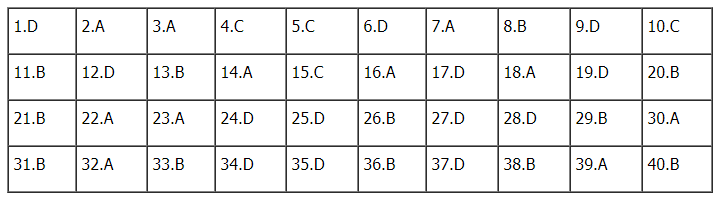 1.D 2.A 3.A 4.C 5.C 6.D 7.A 8.B 9.D 10.C
11.B 12.D 13.B 14.A 15.C 16.A 17.D 18.A 19.D 20.B
21.B 22.A 23.A 24.D 25.D 26.B 27.D 28.D 29.B 30.A
31.B 32.A 33.B 34.D 35.D 36.B 37.D 38.B 39.A 40.B